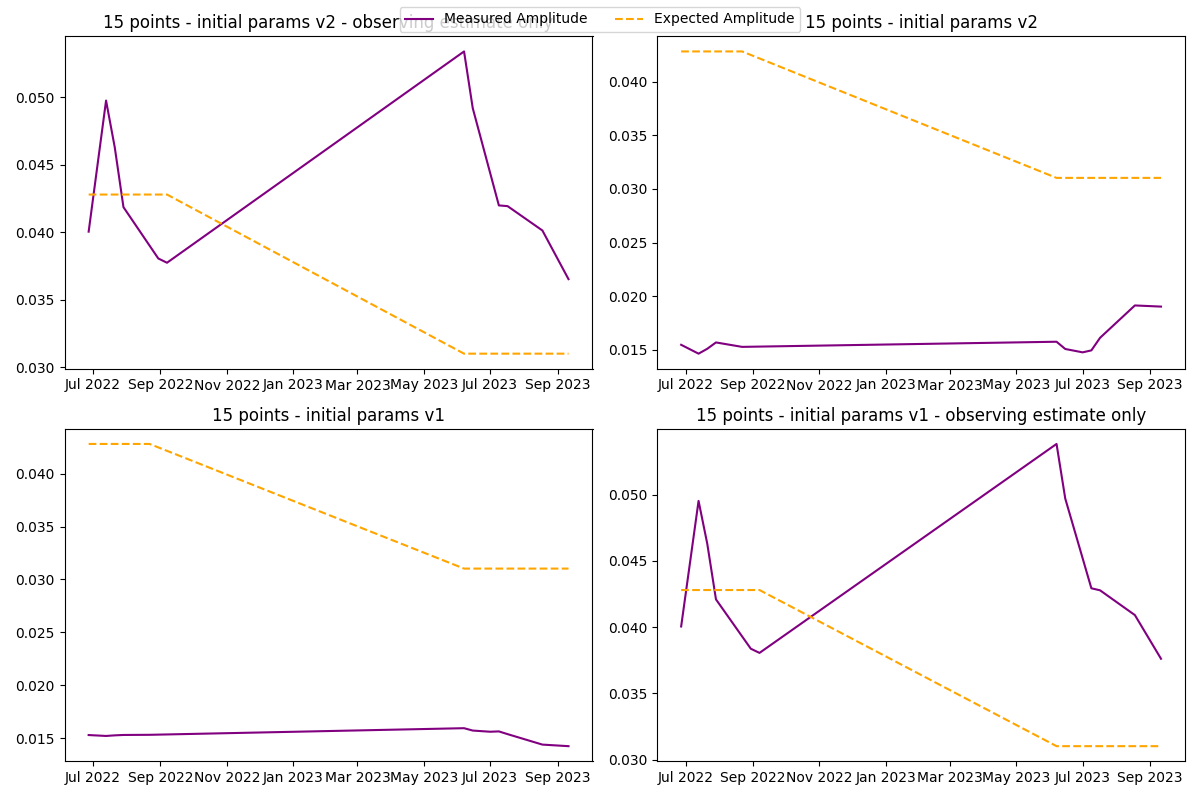 Measured Amplitude Expected Amplitude
15 points - initial params v2 - observing estimate only
0.050
0.045
0.040
0.035
0.030
Jul 2022 Sep 2022 Nov 2022 Jan 2023 Mar 2023 May 2023 Jul 2023 Sep 2023
15 points - initial params v2
0.040
0.035
0.030
0.025
0.020
0.015
Jul 2022 Sep 2022 Nov 2022 Jan 2023 Mar 2023 May 2023 Jul 2023 Sep 2023
15 points - initial params v1
0.040
0.035
0.030
0.025
0.020
0.015
Jul 2022 Sep 2022 Nov 2022 Jan 2023 Mar 2023 May 2023 Jul 2023 Sep 2023
15 points - initial params v1 - observing estimate only
0.050
0.045
0.040
0.035
0.030
Jul 2022 Sep 2022 Nov 2022 Jan 2023 Mar 2023 May 2023 Jul 2023 Sep 2023